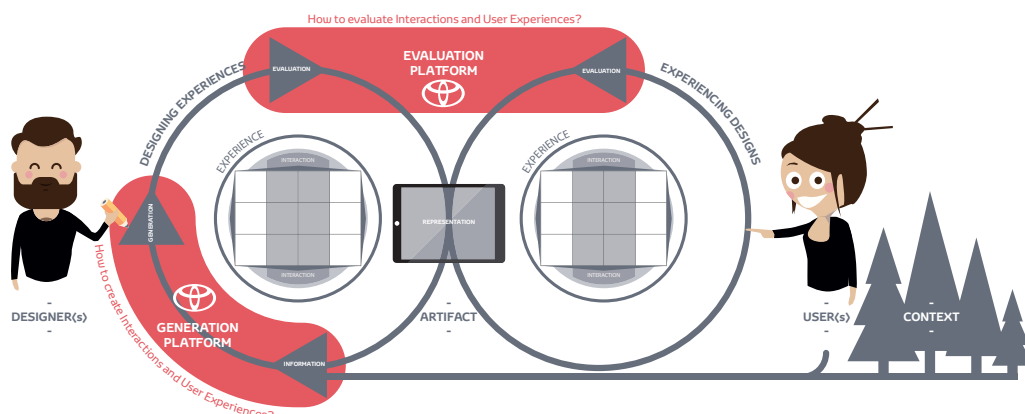 How to evaluate Interactions and User Experiences?
EVALUATION
PLATFORM
EVALUATION
EVALUATION
DESIGNING EXPERIENCES
EXPERIENCING DESIGNS
EXPERIENCE
INTERACTION
INTERACTION
EXPERIENCE
INTERACTION
INTERACTION
REPRESENTATION
GENERATION
How to create Interactions and User Experiences?
GENERATION
PLATFORM
INFORMATION
-
DESIGNER(s)
-
-
ARTIFACT
-
-
USER(s)
-
-
CONTEXT
-